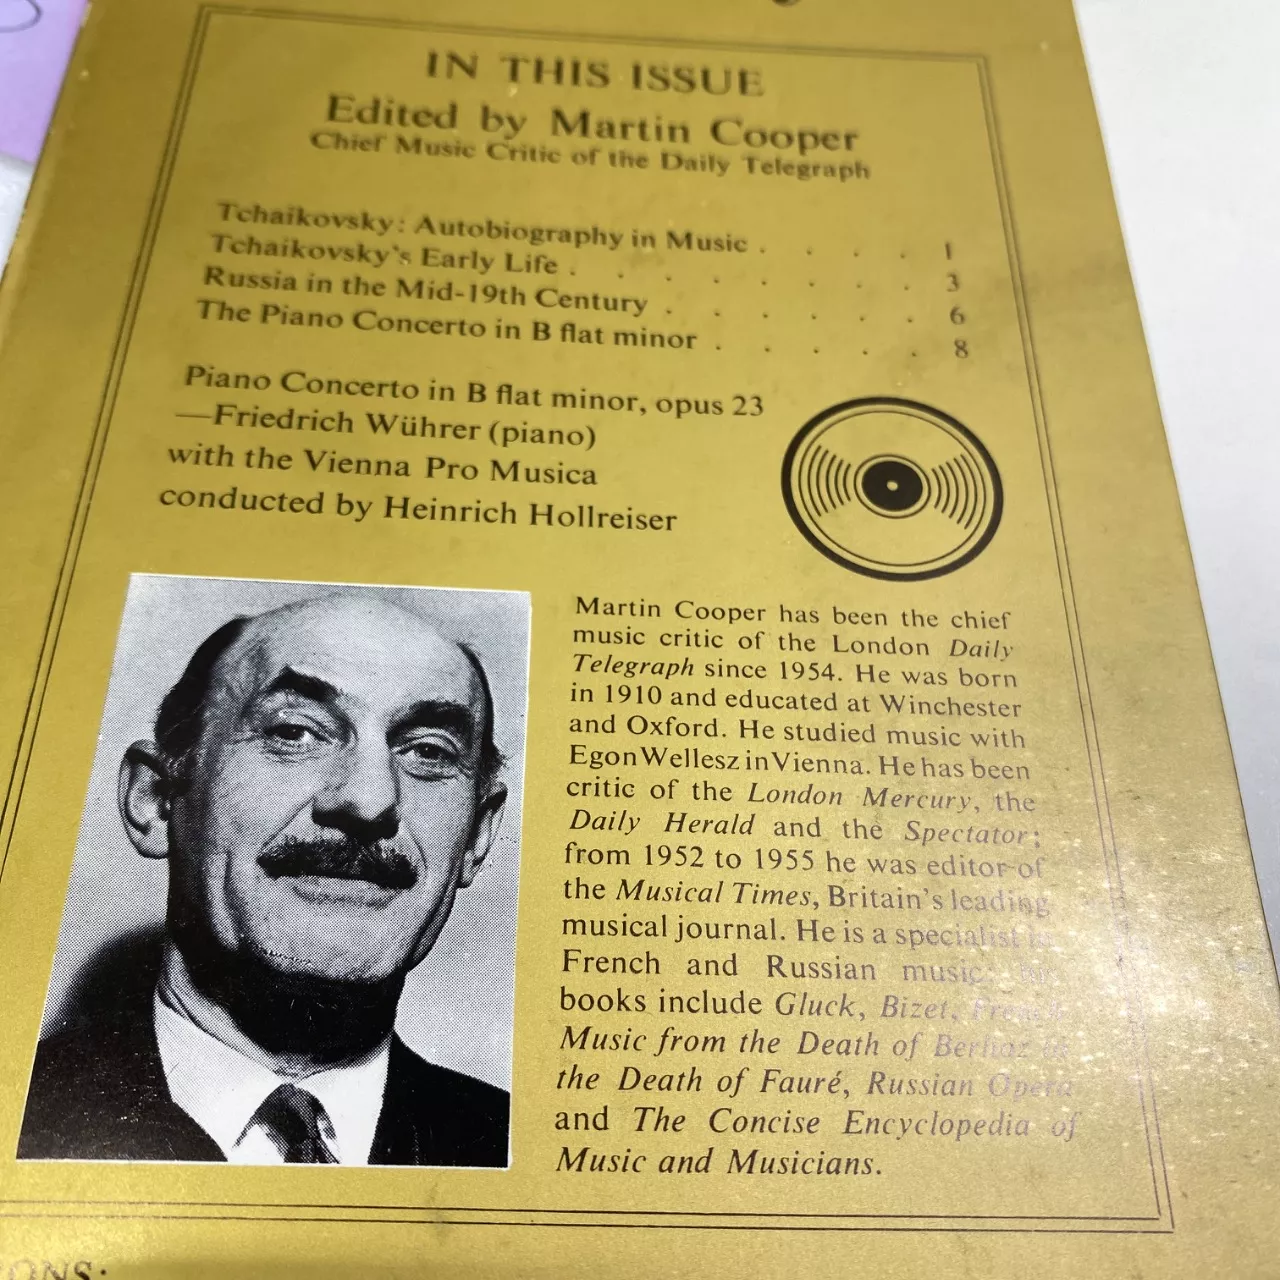 IN THIS ISSUE
Edited by Martin Cooper
Chief Music Critic of the Daily Telegraph
Tchaikovsky: Autobiography in Music . . . . 1
Tchaikovsky's Early Life . . . . . . . . 3
Russia in the Mid-19th Century . . . . . . 6
The Piano Concerto in B flat minor . . . . . 8
Piano Concerto in B flat minor, opus 23
—Friedrich Wührer (piano)
with the Vienna Pro Musica
conducted by Heinrich Hollreiser
Martin Cooper has been the chief
music critic of the London Daily
Telegraph since 1954. He was born
in 1910 and educated at Winchester
and Oxford. He studied music with
Egon Wellesz in Vienna. He has been
critic of the London Mercury, the
Daily Herald and the Spectator;
from 1952 to 1955 he was editor of
the Musical Times, Britain's leading
musical journal. He is a specialist in
French and Russian music;
books include Gluck, Bizet, French
Music from the Death of Berlioz
the Death of Fauré, Russian Opera
and The Concise Encyclopedia of
Music and Musicians.